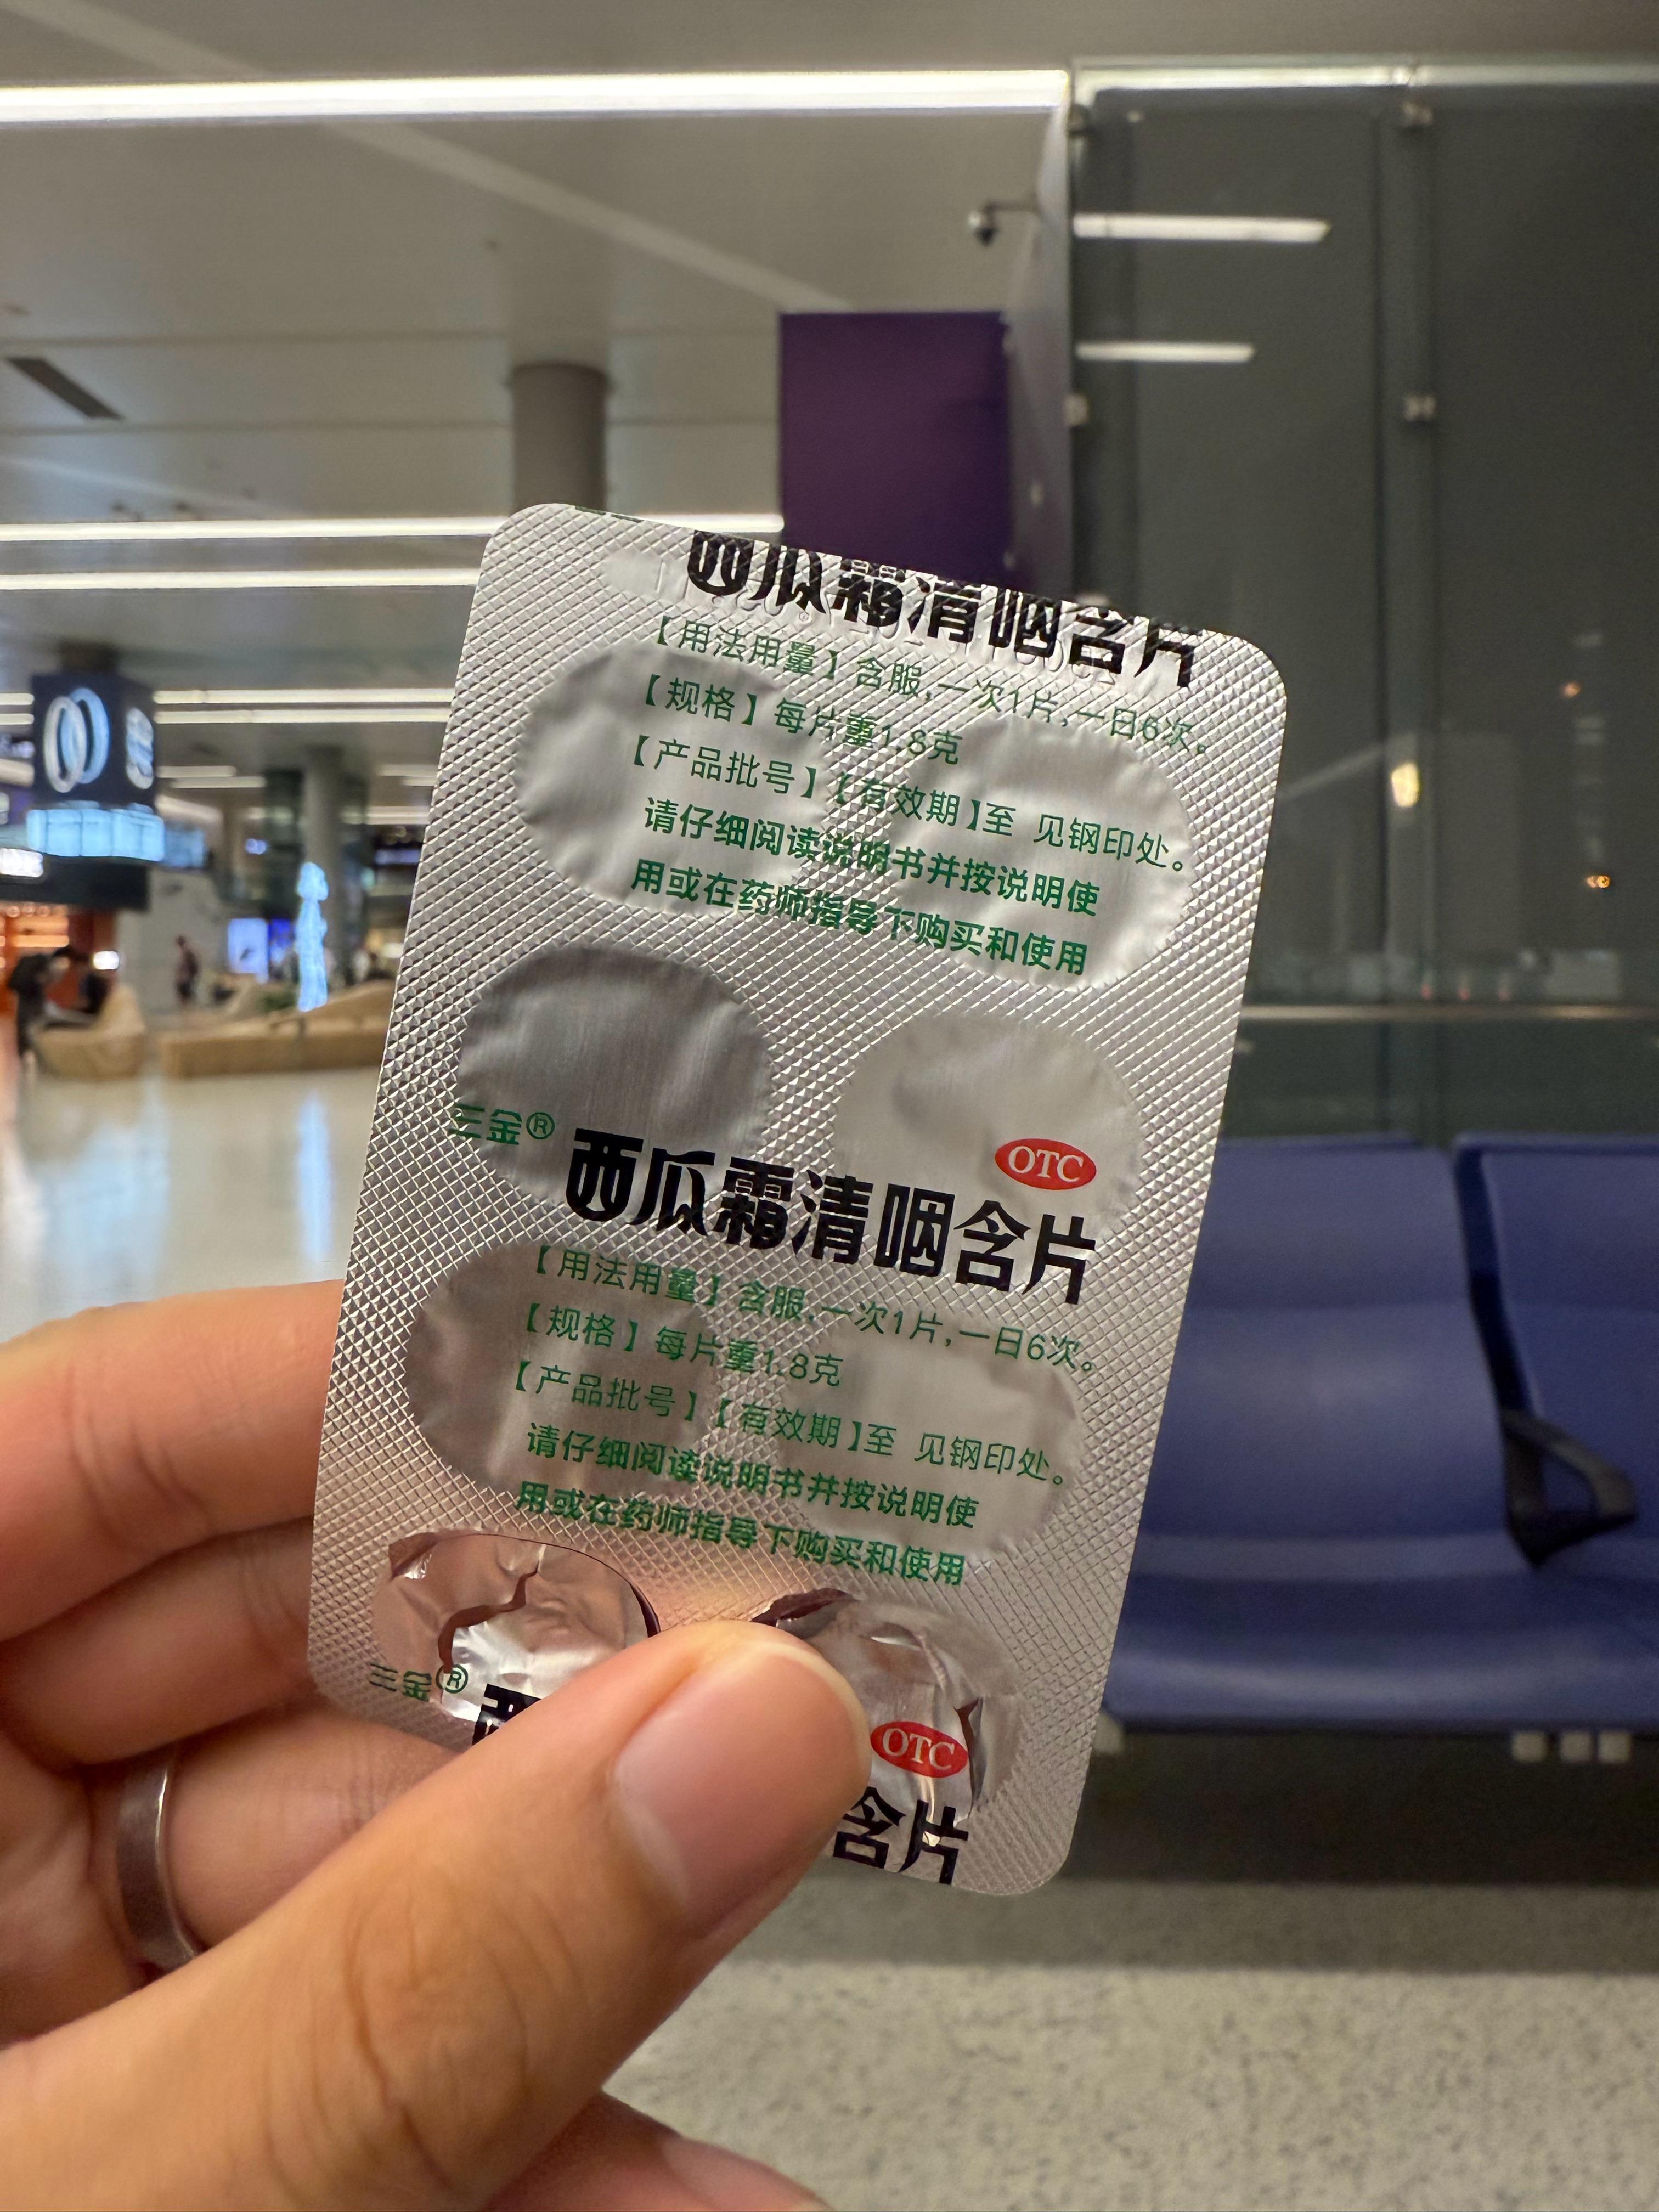 西瓜霜清咽含片
【用法用量】含服,一次1片,一日6次。
【规格】每片重1.8克
【产品批号】【有效期】至 见钢印处。
请仔细阅读说明书并按说明使
用或在药师指导下购买和使用
三金®
OTC
西瓜霜清咽含片
【用法用量】含服,一次1片,一日6次。
【规格】每片重1.8克
【产品批号】【有效期】至 见钢印处。
请仔细阅读说明书并按说明使
用或在药师指导下购买和使用
三金®
OTC
含片